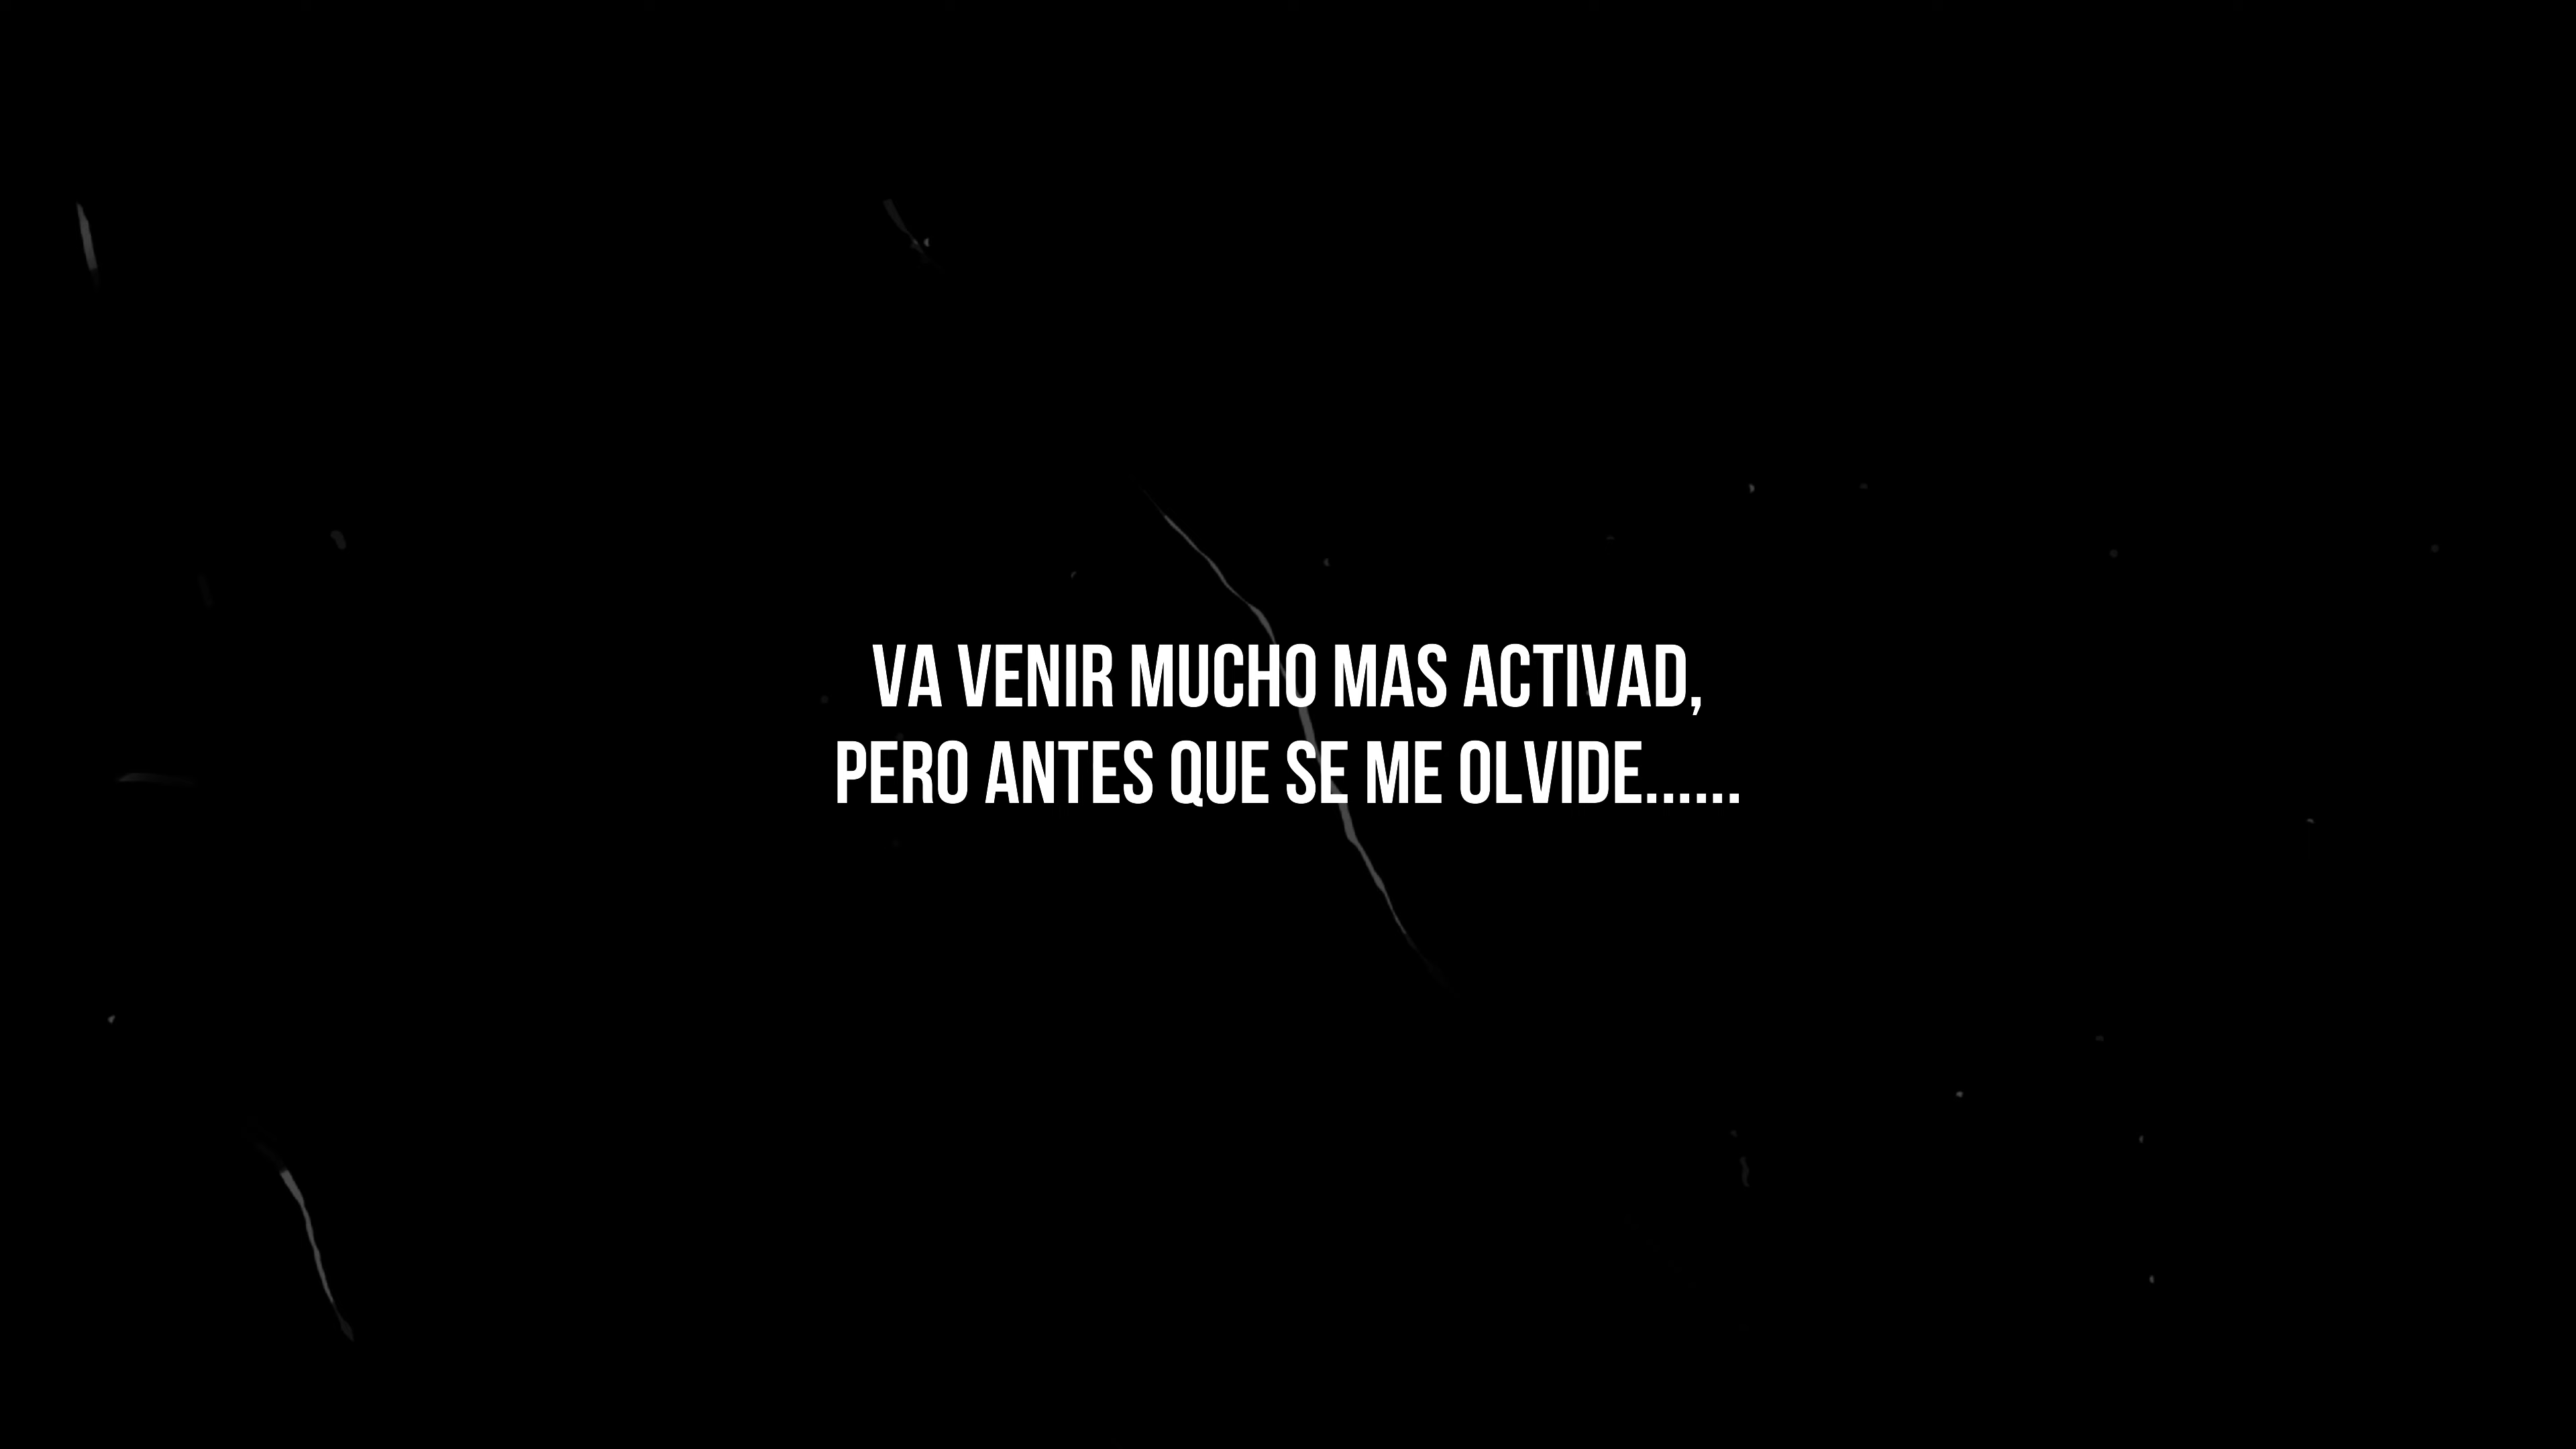 VA VENIR MUCHO MAS ACTIVAD,
PERO ANTES QUE SE ME OLVIDE......